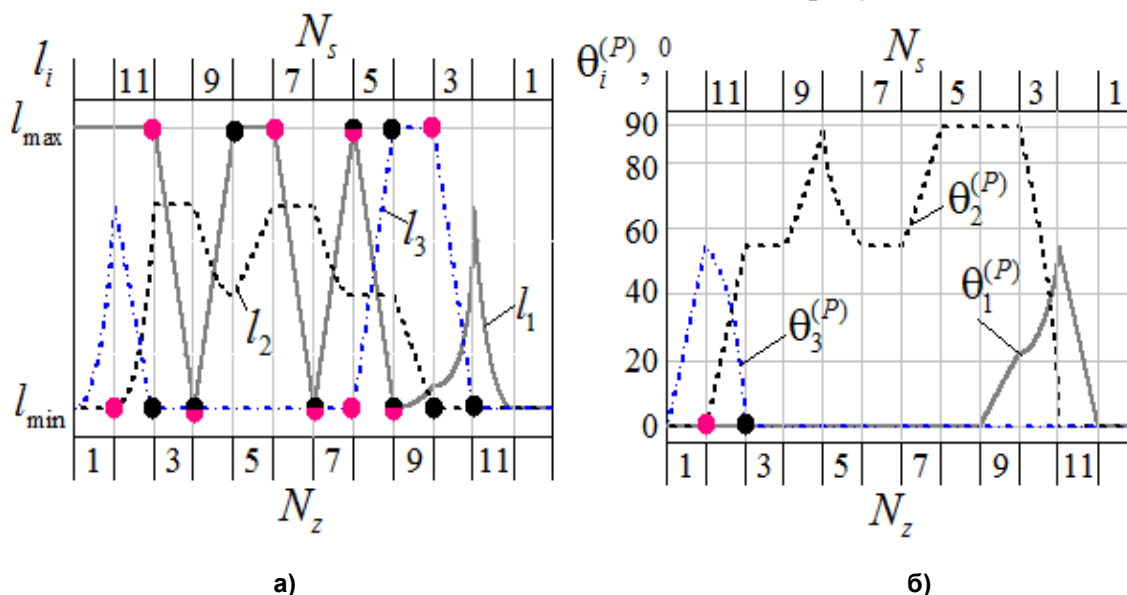 N_s
l_i 11 9 7 5 3 1
l_max
l_3
l_2
l_1
l_min
1 3 5 7 9 11
N_z
а)
N_s
θ_i^(P), 0
11 9 7 5 3 1
90
80
θ_2^(P)
60
θ_1^(P)
40
θ_3^(P)
20
0
1 3 5 7 9 11
N_z
б)